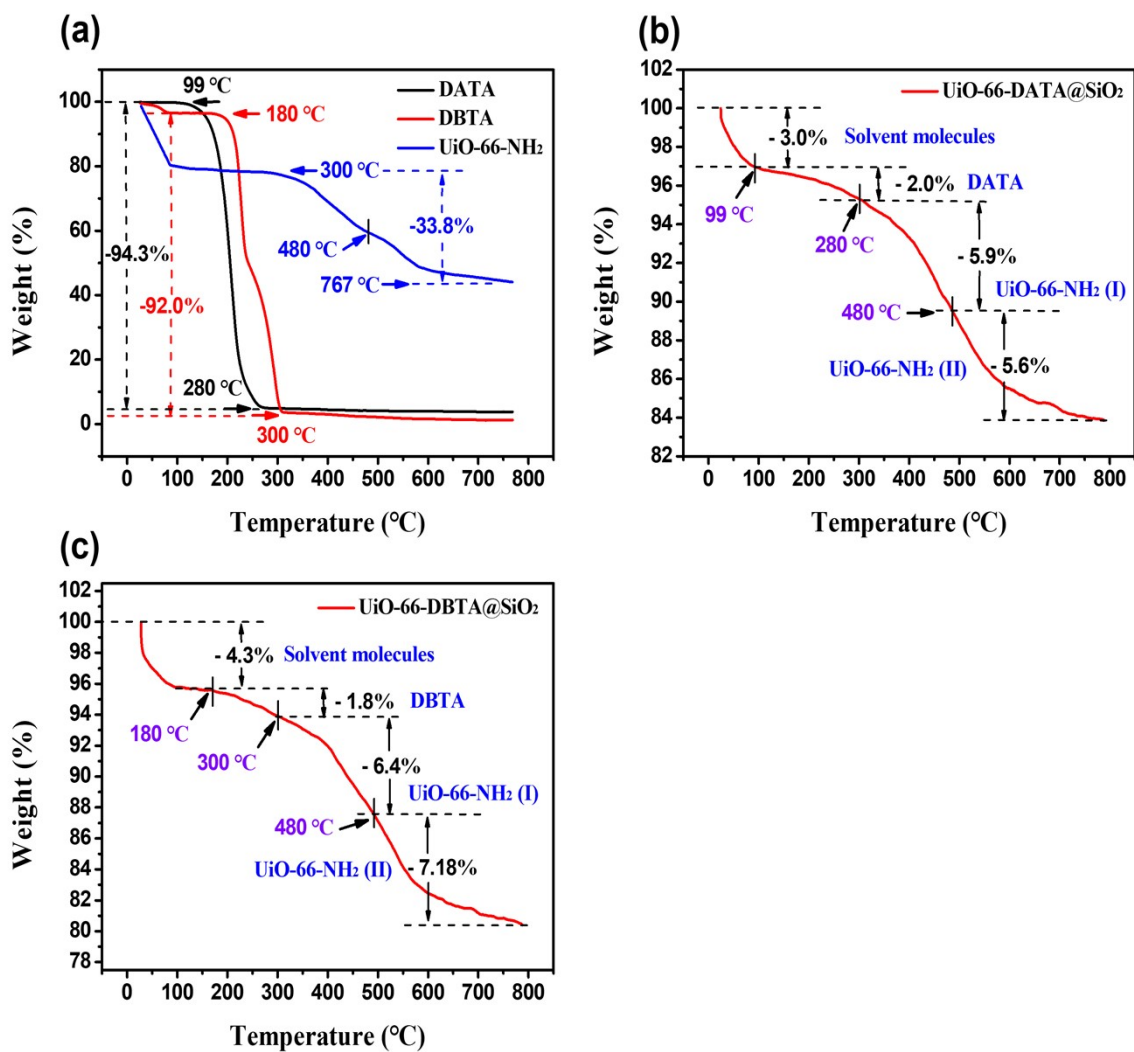 (a)
99 °C
DATA
DBTA
UiO-66-NH₂
180 °C
300 °C
-94.3%
-92.0%
480 °C
-33.8%
767 °C
280 °C
300 °C
100
80
60
40
20
0
Weight (%)
0 100 200 300 400 500 600 700 800
Temperature (°C)
(b)
UiO-66-DATA@SiO₂
- 3.0%
Solvent molecules
- 2.0%
DATA
99 °C
280 °C
- 5.9%
UiO-66-NH₂ (I)
480 °C
UiO-66-NH₂ (II)
- 5.6%
102
100
98
96
94
92
90
88
86
84
82
Weight (%)
0 100 200 300 400 500 600 700 800
Temperature (°C)
(c)
UiO-66-DBTA@SiO₂
- 4.3%
Solvent molecules
- 1.8%
DBTA
180 °C
300 °C
- 6.4%
UiO-66-NH₂ (I)
480 °C
UiO-66-NH₂ (II)
- 7.18%
102
100
98
96
94
92
90
88
86
84
82
80
78
Weight (%)
0 100 200 300 400 500 600 700 800
Temperature (°C)